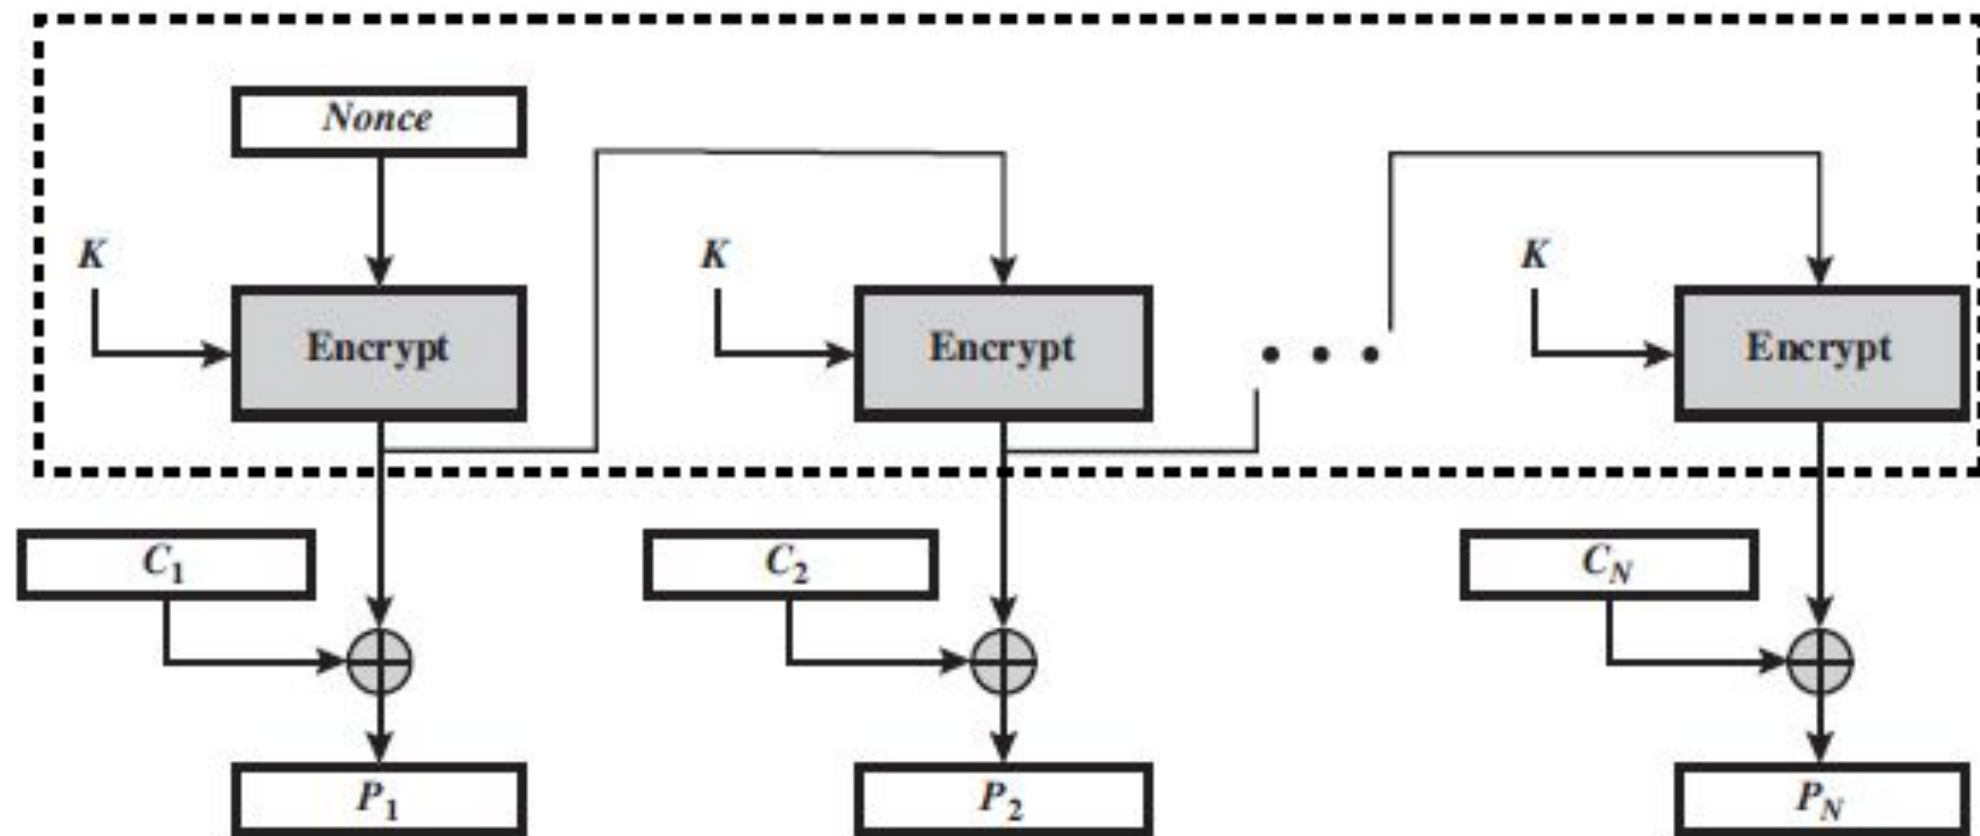 Nonce
K
K
K
Encrypt
Encrypt
• • •
Encrypt
C1
C2
CN
P1
P2
PN